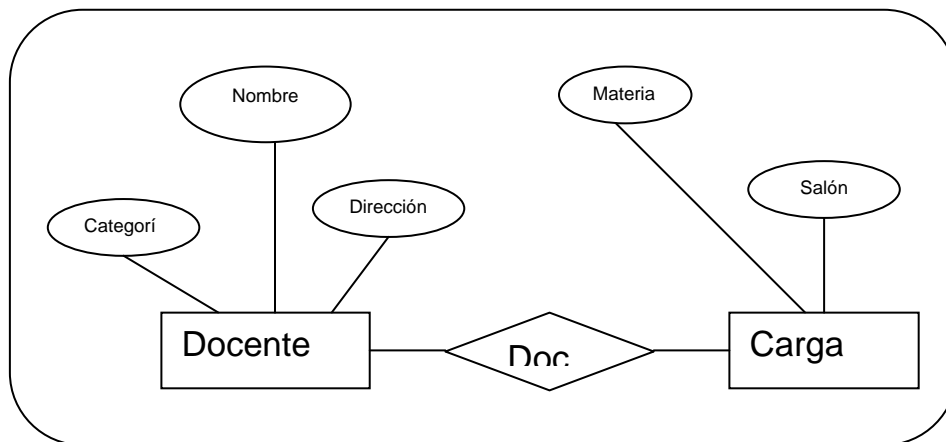 Nombre
Materia
Salón
Dirección
Categorí
Docente
Doc
Carga